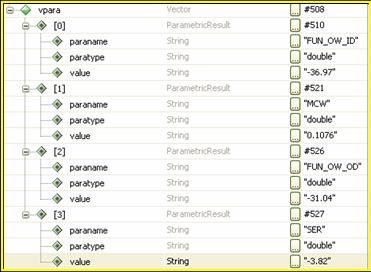 vpara Vector ... #508
[0] ParametricResult ... #510
paraname String ... "FUN_OW_ID"
paratype String ... "double"
value String ... "-36.97"
[1] ParametricResult ... #521
paraname String ... "MCW"
paratype String ... "double"
value String ... "0.1076"
[2] ParametricResult ... #526
paraname String ... "FUN_OW_OD"
paratype String ... "double"
value String ... "-31.04"
[3] ParametricResult ... #527
paraname String ... "SER"
paratype String ... "double"
value String ... "-3.82"